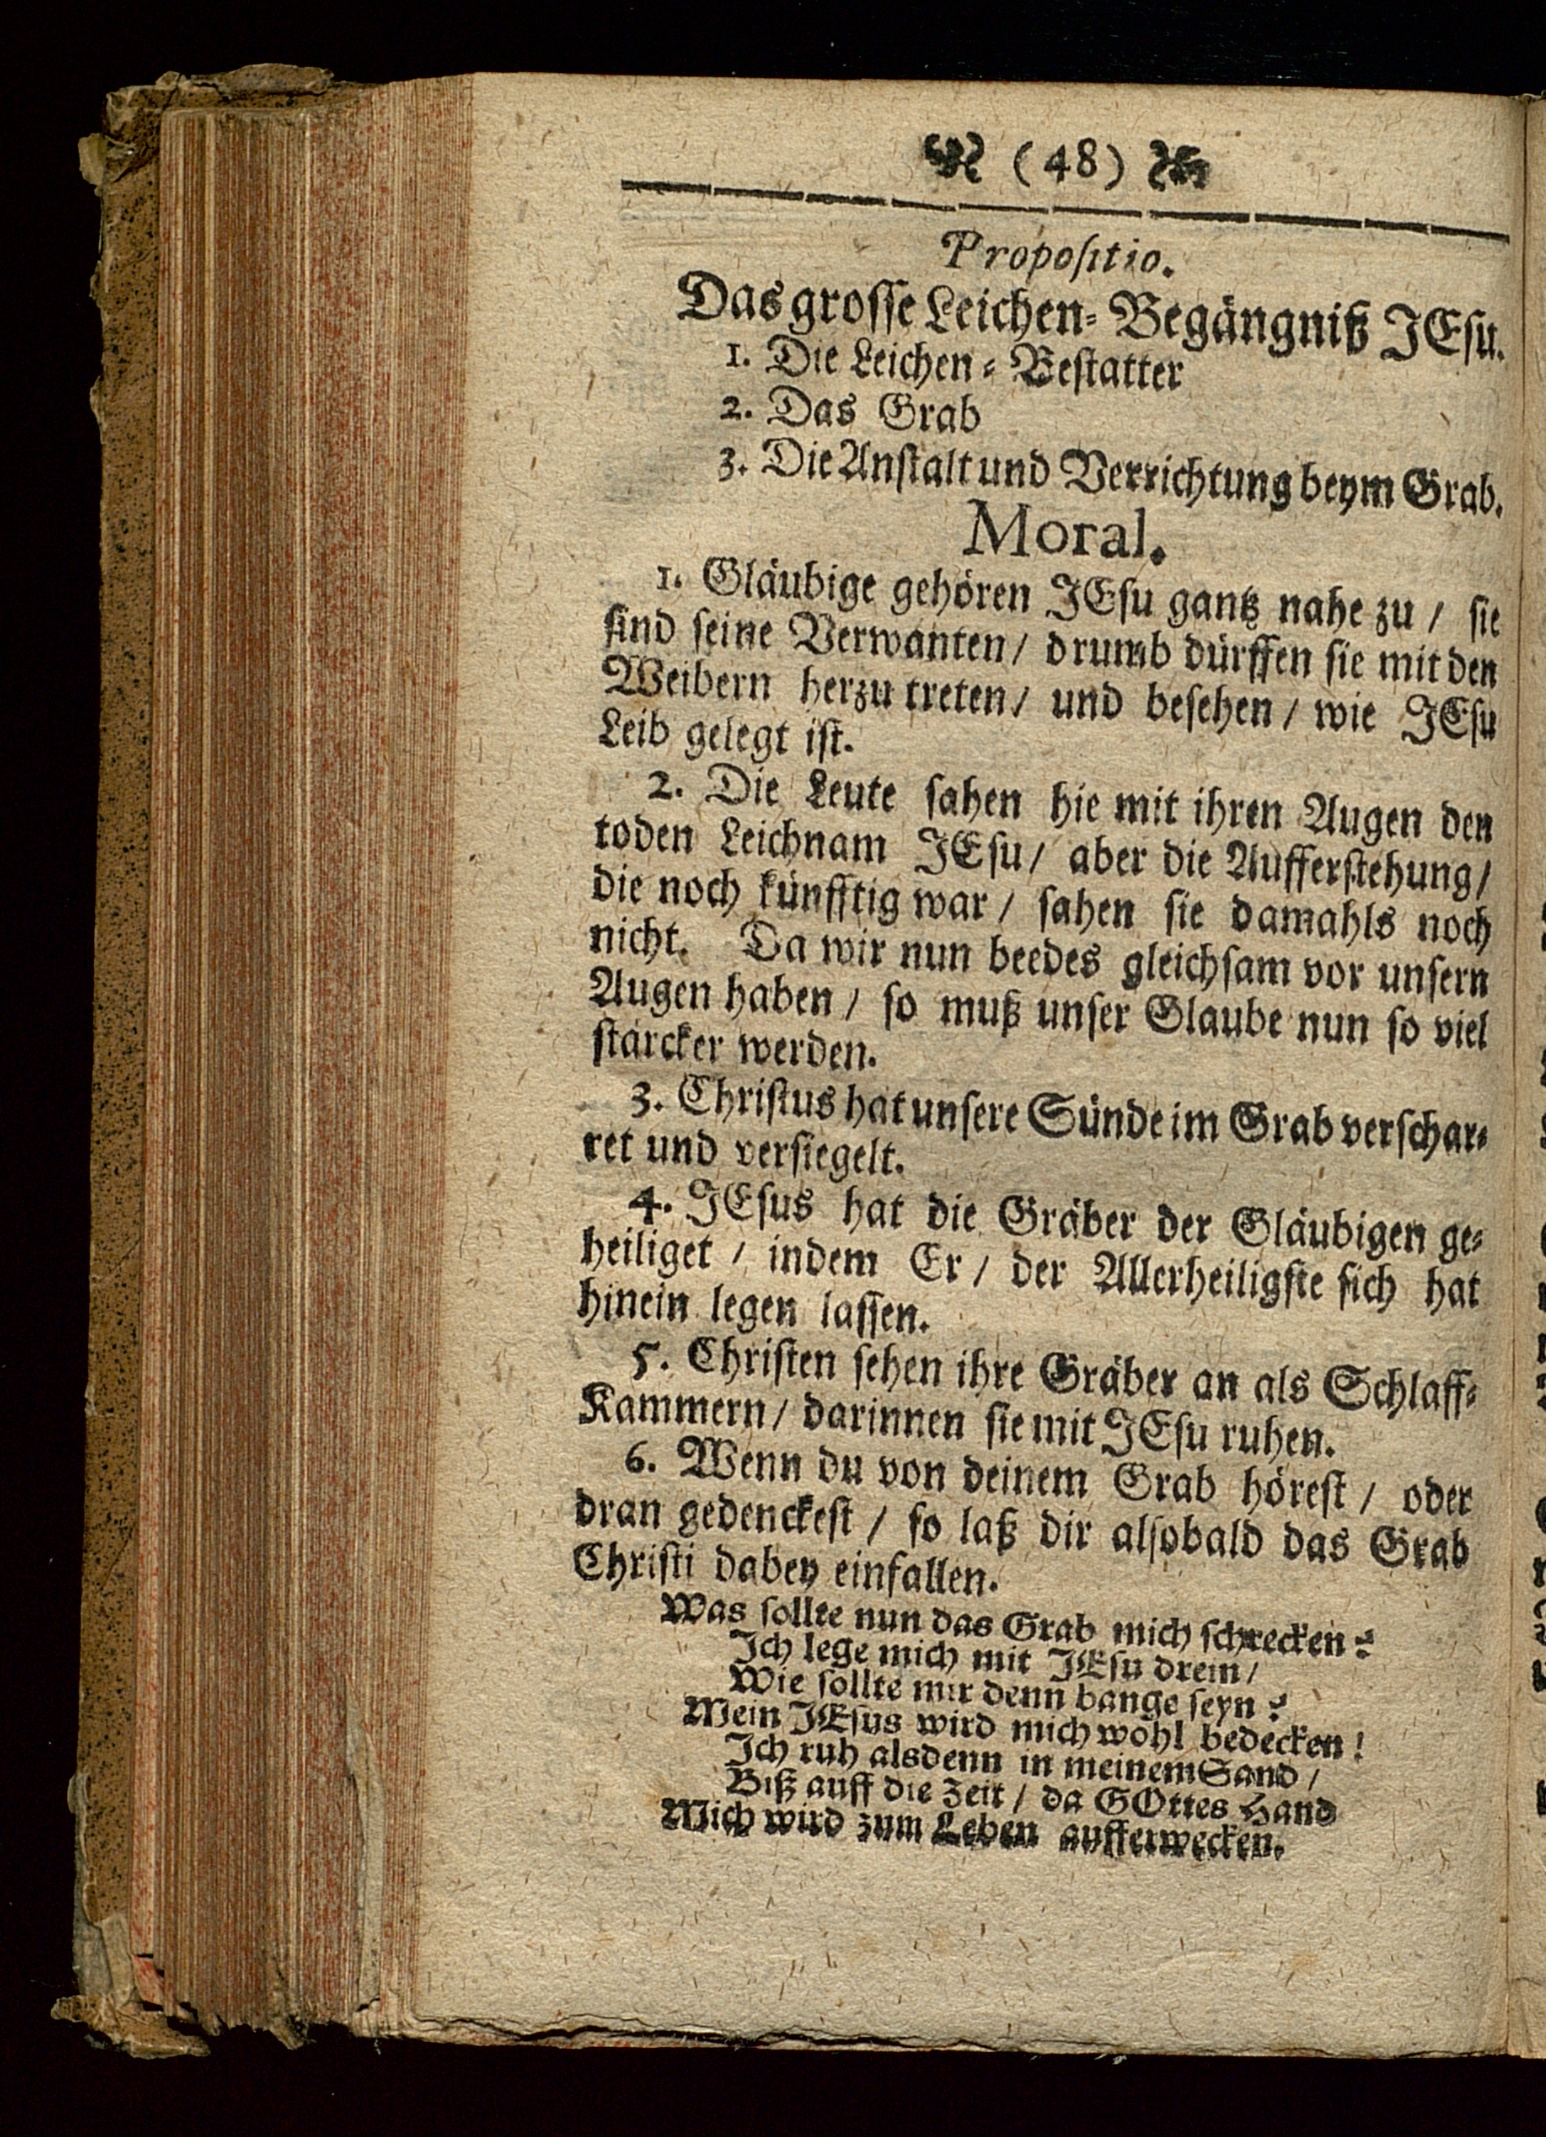 (48)
Propositio.
Das grosse Leichen-Begängniß JEsu.
1. Die Leichen-Bestatter
2. Das Grab
3. Die Anstalt und Verrichtung beym Grab.
Moral.
1. Gläubige gehören JEsu gantz nahe zu / sie
sind seine Verwanten / drumb dürffen sie mit den
Weibern herzu treten / und besehen / wie JEsu
Leib gelegt ist.
2. Die Leute sahen hie mit ihren Augen den
toden Leichnam JEsu / aber die Aufferstehung /
die noch künfftig war / sahen sie damahls noch
nicht. Da wir nun beedes gleichsam vor unsern
Augen haben / so muß unser Glaube nun so viel
stärcker werden.
3. Christus hat unsere Sünde im Grab verschar-
ret und versiegelt.
4. JEsus hat die Gräber der Gläubigen ge-
heiliget / indem Er / der Allerheiligste sich hat
hinein legen lassen.
5. Christen sehen ihre Gräber an als Schlaff-
Kammern / darinnen sie mit JEsu ruhen.
6. Wenn du von deinem Grab hörest / oder
dran gedenckest / so laß dir alsobald das Grab
Christi dabey einfallen.
Was sollte nun das Grab mich schrecken?
Ich lege mich mit JEsu drein /
Wie sollte mir denn bange seyn?
Mein JEsus wird mich wohl bedecken!
Ich ruh alsdenn in meinem Sand /
Biß auff die Zeit / da GOttes Hand
Mich wird zum Leben aufferwecken.